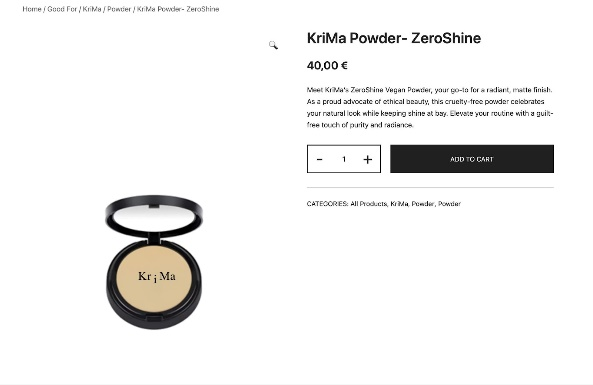 Home / Good For / KriMa / Powder / KriMa Powder- ZeroShine
KriMa Powder- ZeroShine
40,00 €
Meet KriMa's ZeroShine Vegan Powder, your go-to for a radiant, matte finish.
As a proud advocate of ethical beauty, this cruelty-free powder celebrates
your natural look while keeping shine at bay. Elevate your routine with a guilt-
free touch of purity and radiance.
- 1 +
ADD TO CART
CATEGORIES: All Products, KriMa, Powder, Powder
KriMa